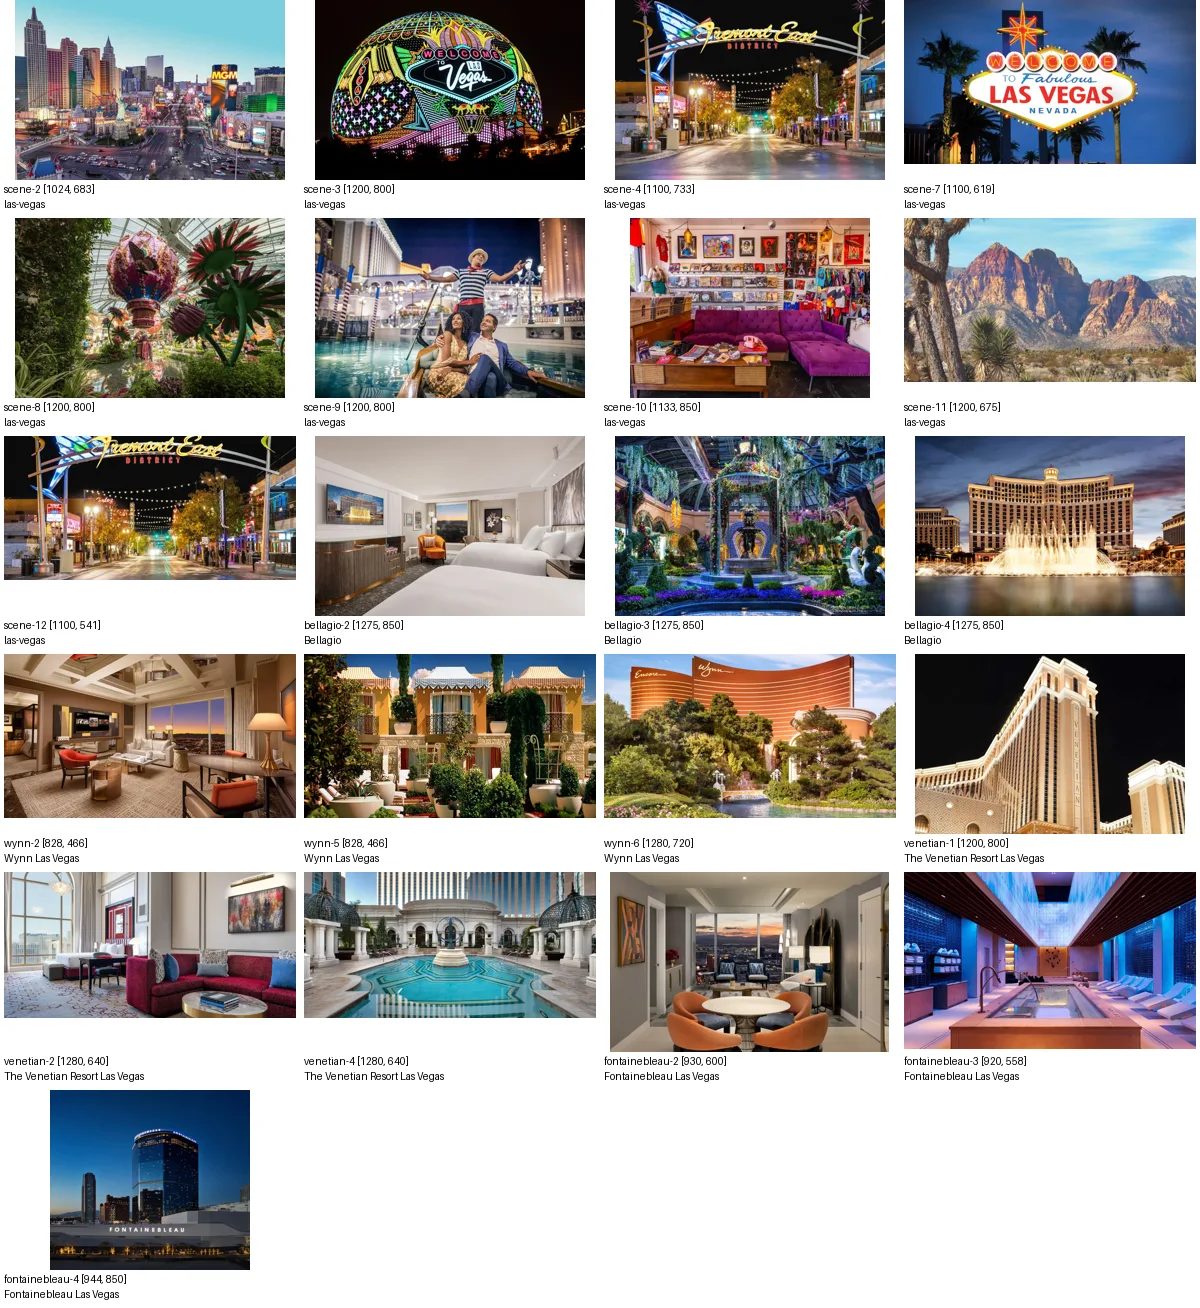 MGM
WELCOME
TO
LAS
Vegas
Fremont East
DISTRICT
WELCOME
TO Fabulous
LAS VEGAS
NEVADA
scene-2 [1024, 683]
las-vegas
scene-3 [1200, 800]
las-vegas
scene-4 [1100, 733]
las-vegas
scene-7 [1100, 619]
las-vegas
scene-8 [1200, 800]
las-vegas
scene-9 [1200, 800]
las-vegas
scene-10 [1133, 850]
las-vegas
scene-11 [1200, 675]
las-vegas
Fremont East
DISTRICT
scene-12 [1100, 541]
las-vegas
bellagio-2 [1275, 850]
Bellagio
bellagio-3 [1275, 850]
Bellagio
bellagio-4 [1275, 850]
Bellagio
Encore
Wynn
VENETIAN
wynn-2 [828, 466]
Wynn Las Vegas
wynn-5 [828, 466]
Wynn Las Vegas
wynn-6 [1280, 720]
Wynn Las Vegas
venetian-1 [1200, 800]
The Venetian Resort Las Vegas
venetian-2 [1280, 640]
The Venetian Resort Las Vegas
venetian-4 [1280, 640]
The Venetian Resort Las Vegas
fontainebleau-2 [930, 600]
Fontainebleau Las Vegas
fontainebleau-3 [920, 558]
Fontainebleau Las Vegas
FONTAINEBLEAU
fontainebleau-4 [944, 850]
Fontainebleau Las Vegas